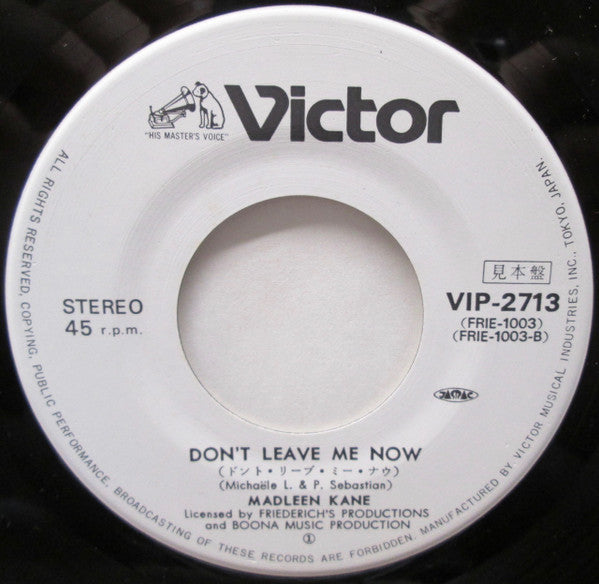 Victor
"HIS MASTER'S VOICE"
見本盤
STEREO
45 r.p.m.
VIP-2713
(FRIE-1003)
(FRIE-1003-B)
JAMAC
DON'T LEAVE ME NOW
(ドント・リーブ・ミー・ナウ)
(Michaële L. & P. Sebastian)
MADLEEN KANE
Licensed by FRIEDERICH'S PRODUCTIONS
and BOONA MUSIC PRODUCTION
①
ALL RIGHTS RESERVED, COPYING, PUBLIC PERFORMANCE, BROADCASTING OF THESE RECORDS ARE FORBIDDEN. MANUFACTURED BY VICTOR MUSICAL INDUSTRIES, INC., TOKYO, JAPAN.